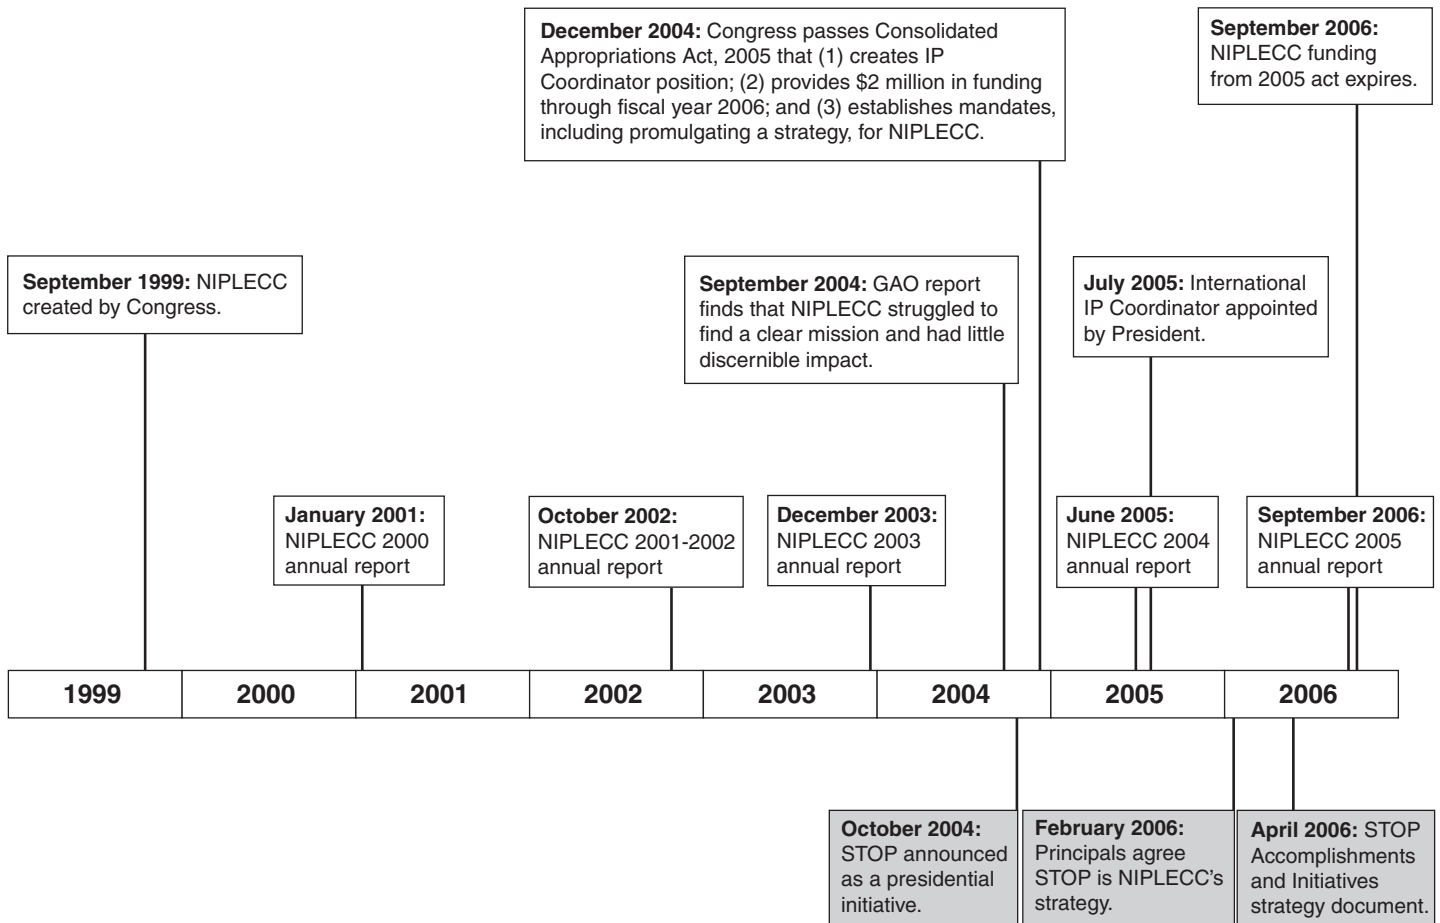 December 2004: Congress passes Consolidated
Appropriations Act, 2005 that (1) creates IP
Coordinator position; (2) provides $2 million in funding
through fiscal year 2006; and (3) establishes mandates,
including promulgating a strategy, for NIPLECC.
September 2006:
NIPLECC funding
from 2005 act expires.
September 1999: NIPLECC
created by Congress.
September 2004: GAO report
finds that NIPLECC struggled to
find a clear mission and had little
discernible impact.
July 2005: International
IP Coordinator appointed
by President.
January 2001:
NIPLECC 2000
annual report
October 2002:
NIPLECC 2001-2002
annual report
December 2003:
NIPLECC 2003
annual report
June 2005:
NIPLECC 2004
annual report
September 2006:
NIPLECC 2005
annual report
1999 2000 2001 2002 2003 2004 2005 2006
October 2004:
STOP announced
as a presidential
initiative.
February 2006:
Principals agree
STOP is NIPLECC's
strategy.
April 2006: STOP
Accomplishments
and Initiatives
strategy document.